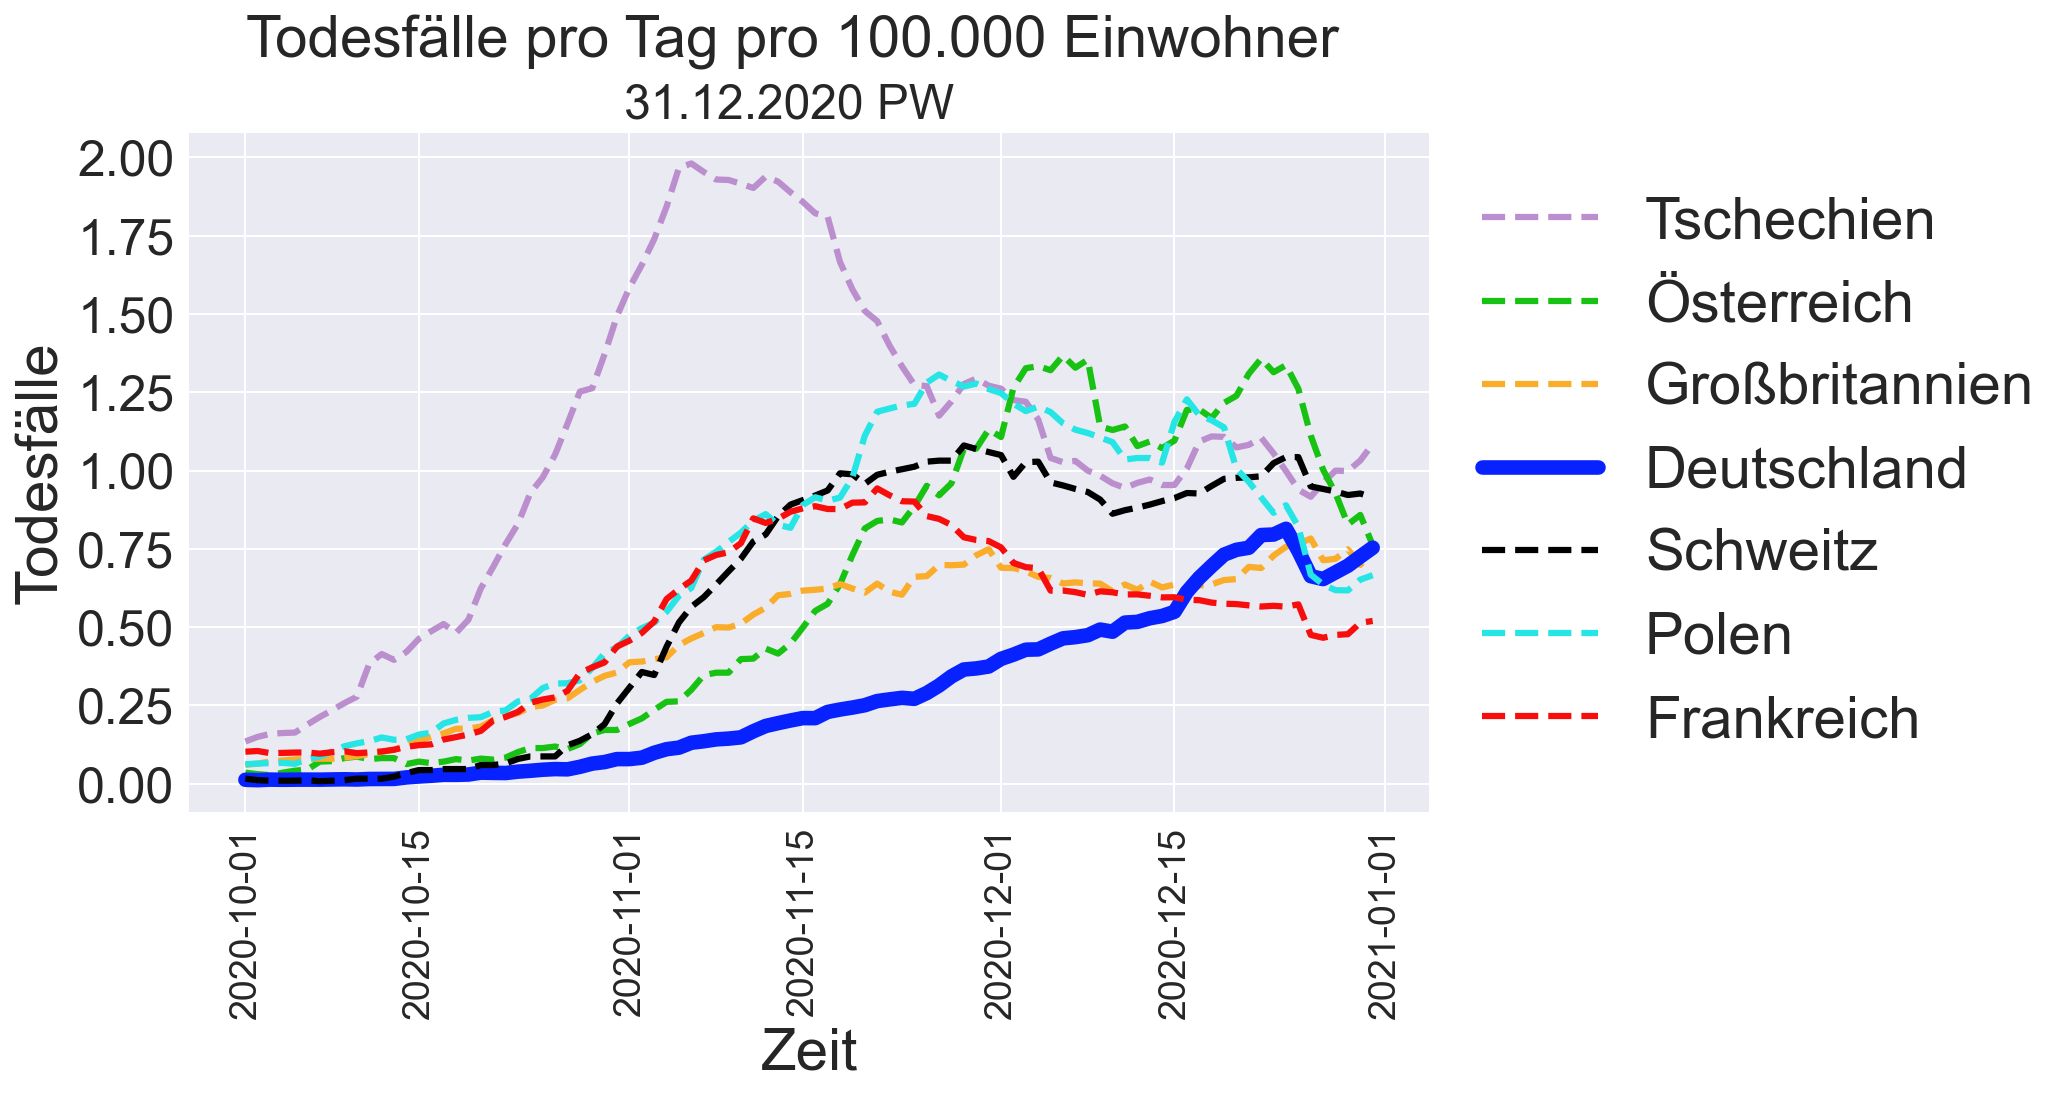 Todesfälle pro Tag pro 100.000 Einwohner
31.12.2020 PW
Todesfälle
2.00
1.75
1.50
1.25
1.00
0.75
0.50
0.25
0.00
2020-10-01
2020-10-15
2020-11-01
2020-11-15
2020-12-01
2020-12-15
2021-01-01
Zeit
Tschechien
Österreich
Großbritannien
Deutschland
Schweitz
Polen
Frankreich